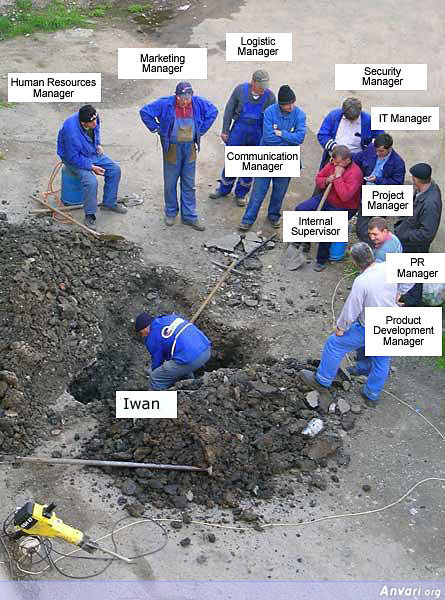 Logistic
Manager
Marketing
Manager
Security
Manager
Human Resources
Manager
IT Manager
Communication
Manager
Project
Manager
Internal
Supervisor
PR
Manager
Product
Development
Manager
Iwan
Anvari.org